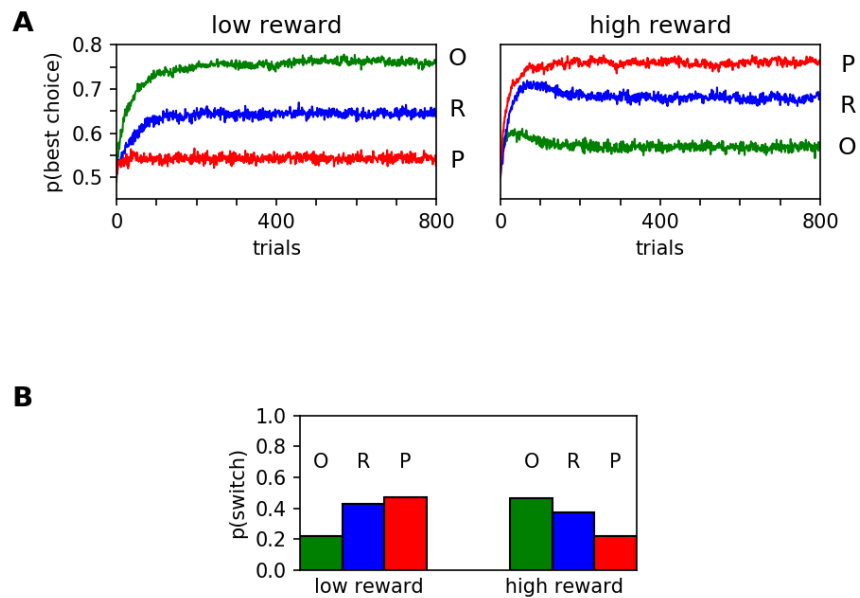 A
low reward
high reward
p(best choice)
0.8
0.7
0.6
0.5
O
R
P
P
R
O
0
400
800
0
400
800
trials
trials
B
p(switch)
1.0
0.8
0.6
0.4
0.2
0.0
O R P
O R P
low reward
high reward